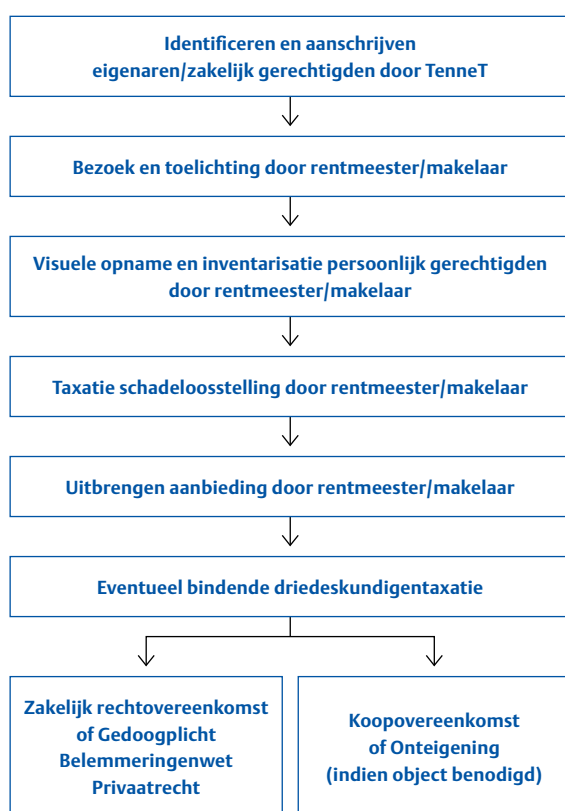 Identificeren en aanschrijven
eigenaren/zakelijk gerechtigden door TenneT
Bezoek en toelichting door rentmeester/makelaar
Visuele opname en inventarisatie persoonlijk gerechtigden
door rentmeester/makelaar
Taxatie schadeloosstelling door rentmeester/makelaar
Uitbrengen aanbieding door rentmeester/makelaar
Eventueel bindende driedeskundigentaxatie
Zakelijk rechtovereenkomst
of Gedoogplicht
Belemmeringenwet
Privaatrecht
Koopovereenkomst
of Onteigening
(indien object benodigd)